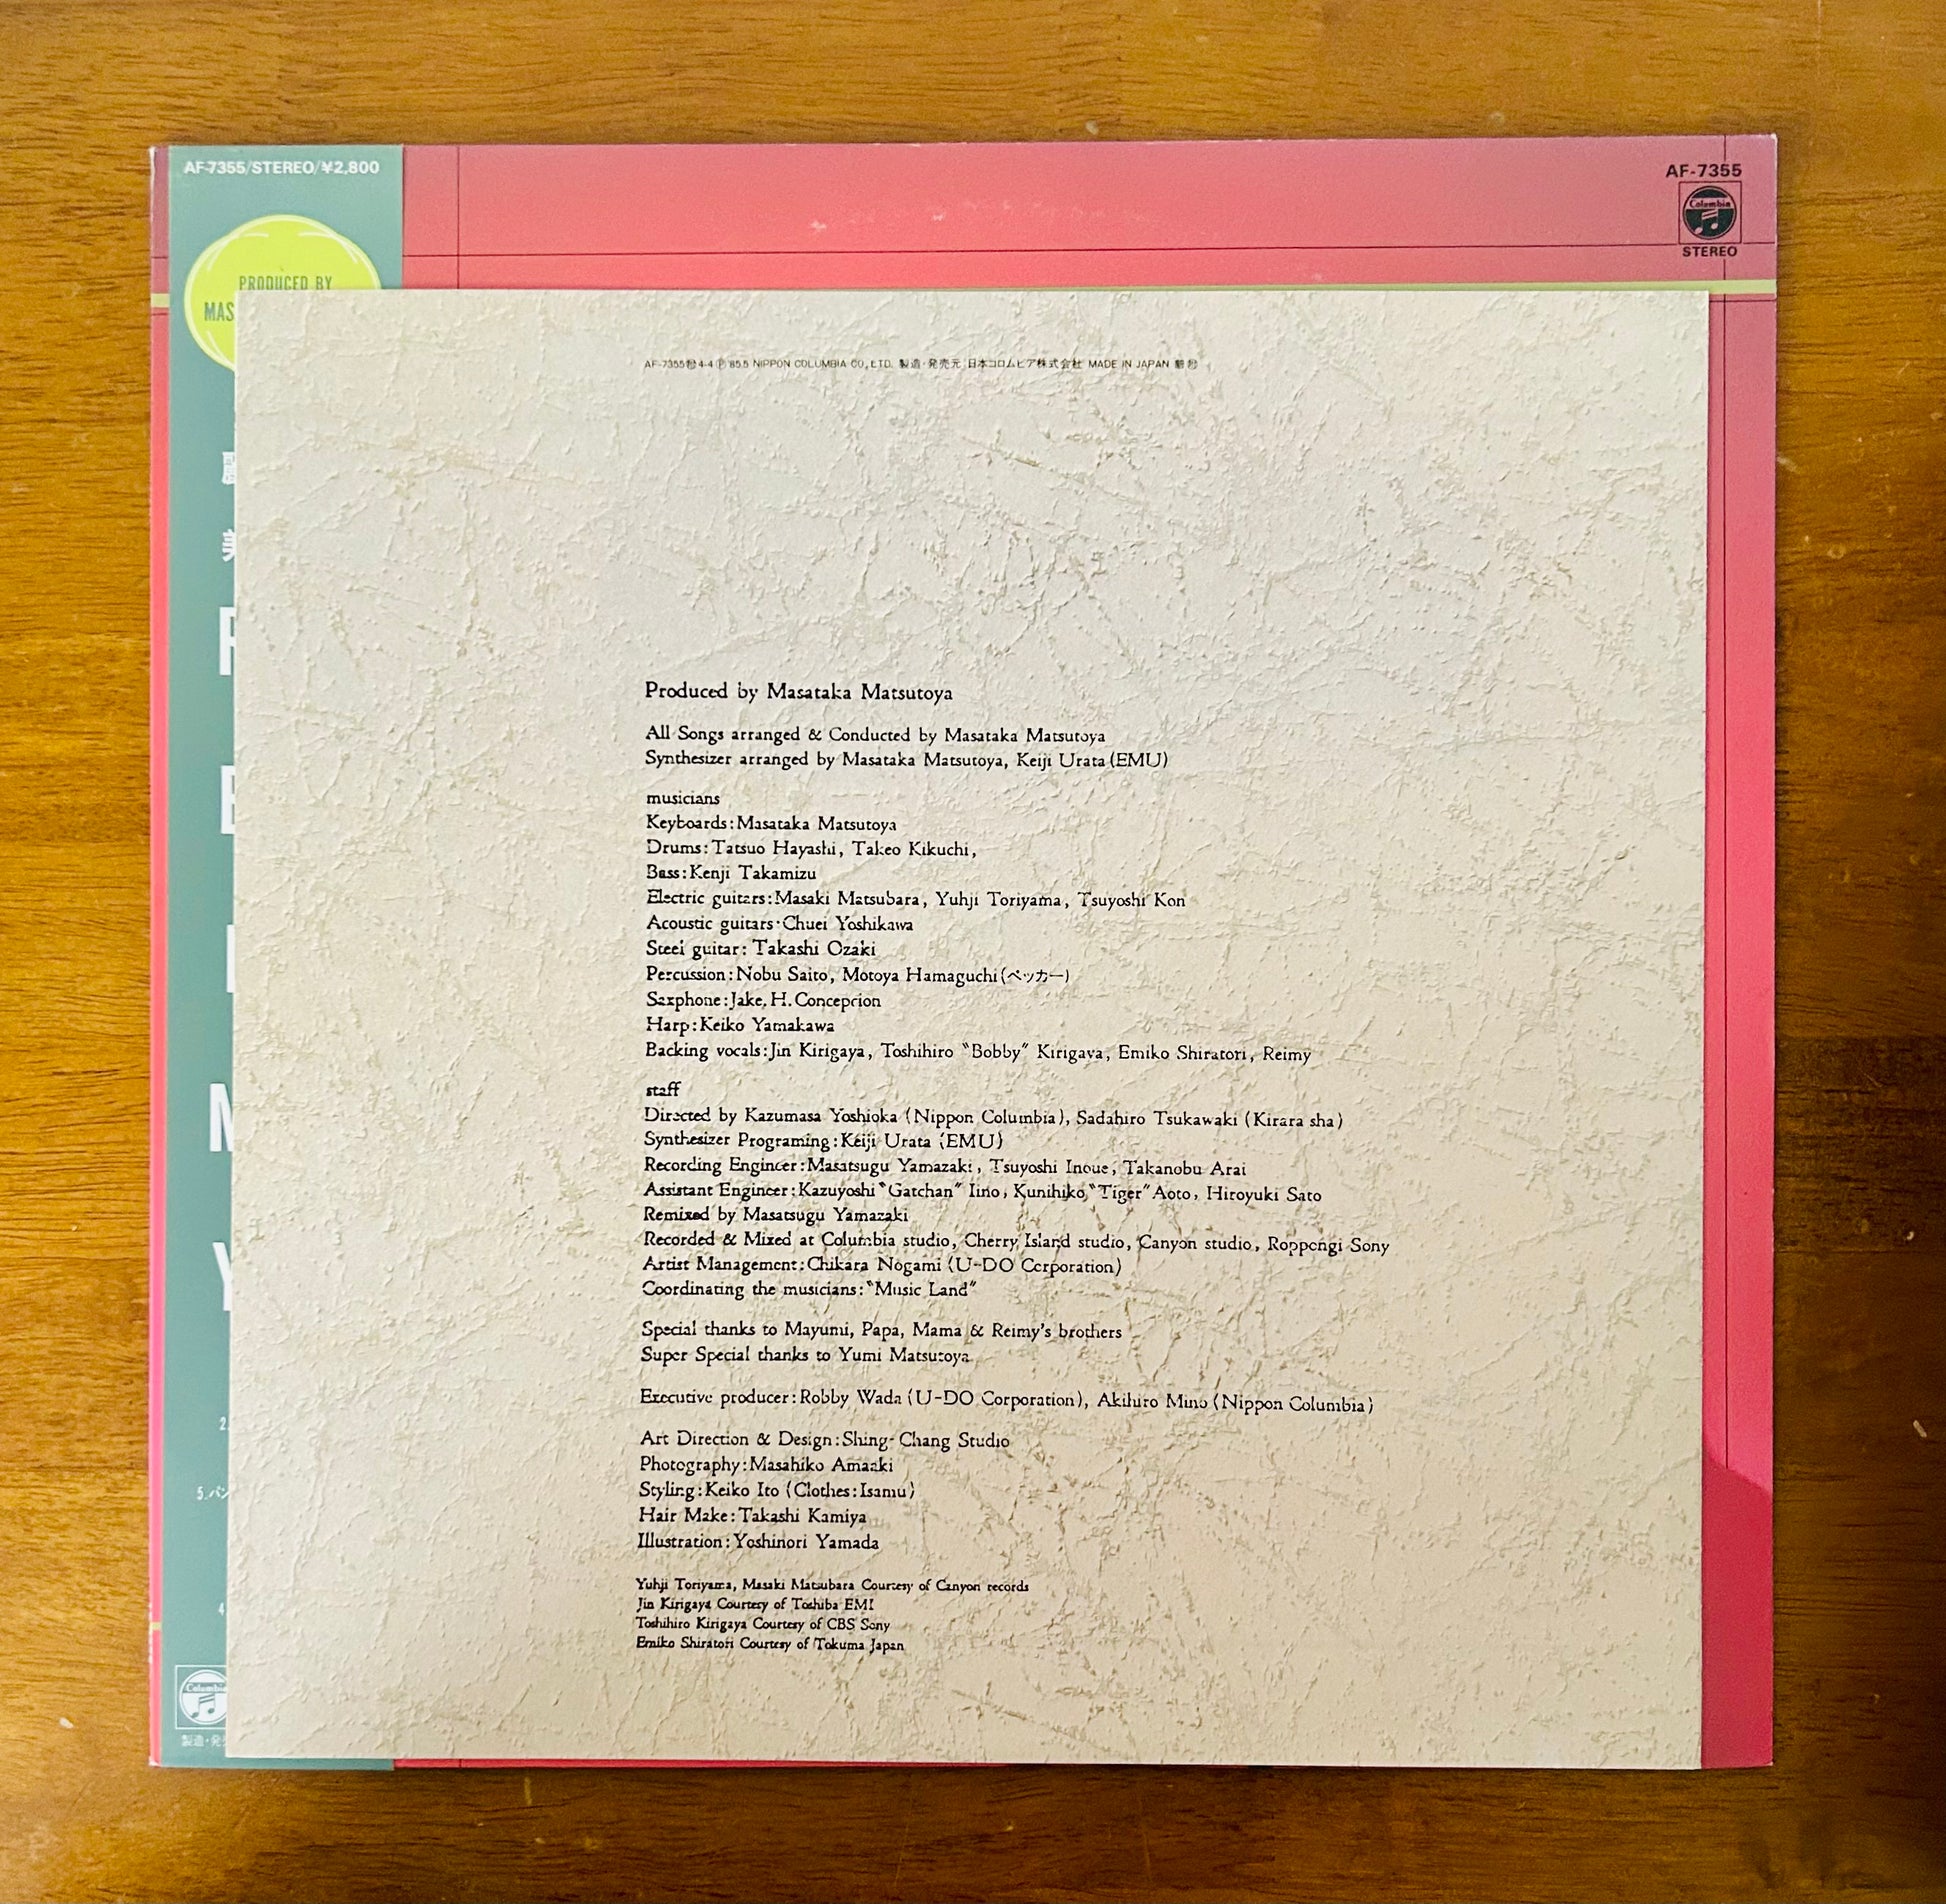 AF-7355/STEREO/¥2,800
AF-7355
Columbia
STEREO
PRODUCED BY
MAS
麗
美
R
E
I
M
Y
2.
5.バン
4
Columbia
製造・発
AF-7355 4-4 Ⓟ '85.5 NIPPON COLUMBIA CO., LTD. 製造・発売元 日本コロムビア株式会社 MADE IN JAPAN
Produced by Masataka Matsutoya
All Songs arranged & Conducted by Masataka Matsutoya
Synthesizer arranged by Masataka Matsutoya, Keiji Urata (EMU)
musicians
Keyboards:Masataka Matsutoya
Drums:Tatsuo Hayashi, Takeo Kikuchi,
Bass:Kenji Takamizu
Electric guitars:Masaki Matsubara, Yuhji Toriyama, Tsuyoshi Kon
Acoustic guitars:Chuei Yoshikawa
Steel guitar: Takashi Ozaki
Percussion:Nobu Saito, Motoya Hamaguchi(ペッカー)
Saxphone:Jake. H. Concepcion
Harp:Keiko Yamakawa
Backing vocals:Jin Kirigaya, Toshihiro "Bobby" Kirigaya, Emiko Shiratori, Reimy
staff
Directed by Kazumasa Yoshioka (Nippon Columbia), Sadahiro Tsukawaki (Kirara sha)
Synthesizer Programing:Keiji Urata (EMU)
Recording Engineer:Masatsugu Yamazaki, Tsuyoshi Inoue, Takanobu Arai
Assistant Engineer:Kazuyoshi "Gatchan" Iino, Kunihiko "Tiger" Aoto, Hiroyuki Sato
Remixed by Masatsugu Yamazaki
Recorded & Mixed at Columbia studio, Cherry Island studio, Canyon studio, Roppongi Sony
Artist Management:Chikara Nogami (U-DO Corporation)
Coordinating the musicians:"Music Land"
Special thanks to Mayumi, Papa, Mama & Reimy's brothers
Super Special thanks to Yumi Matsutoya
Executive producer:Robby Wada (U-DO Corporation), Akihiro Mino (Nippon Columbia)
Art Direction & Design:Shing-Chang Studio
Photography:Masahiko Amaaki
Styling:Keiko Ito (Clothes:Isamu)
Hair Make:Takashi Kamiya
Illustration:Yoshinori Yamada
Yuhji Toriyama, Masaki Matsubara Courtesy of Canyon records
Jin Kirigaya Courtesy of Toshiba EMI
Toshihiro Kirigaya Courtesy of CBS Sony
Emiko Shiratori Courtesy of Tokuma Japan